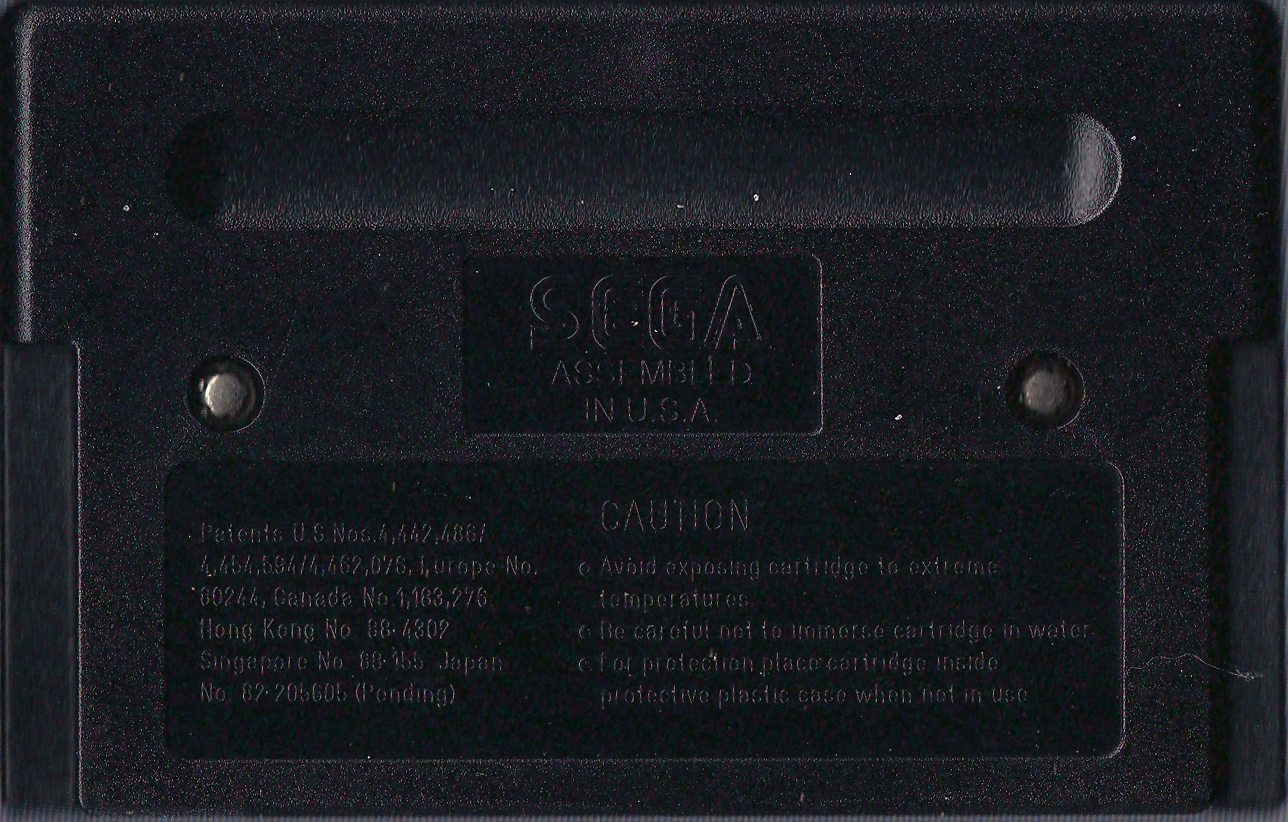 SEGA
ASSEMBLED
IN U.S.A.
Patents U.S.Nos.4,442,486/
4,454,594/4,462,076, Europe No.
80244, Canada No 1,183,276
Hong Kong No. 88-4302
Singapore No. 88-155 Japan
No. 82-205605 (Pending)
CAUTION
Avoid exposing cartridge to extreme
temperatures.
Be careful not to immerse cartridge in water.
For protection place cartridge inside
protective plastic case when not in use